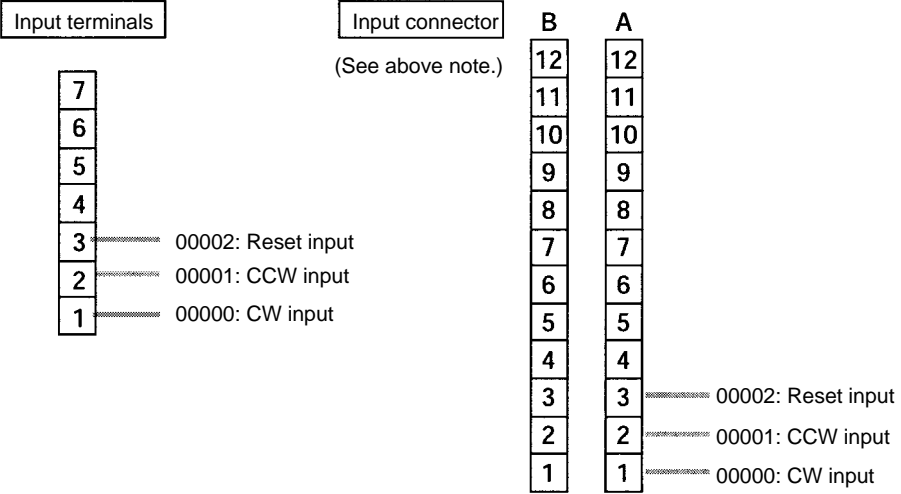 Input terminals
7
6
5
4
3 00002: Reset input
2 00001: CCW input
1 00000: CW input
Input connector
(See above note.)
B A
12 12
11 11
10 10
9 9
8 8
7 7
6 6
5 5
4 4
3 3 00002: Reset input
2 2 00001: CCW input
1 1 00000: CW input